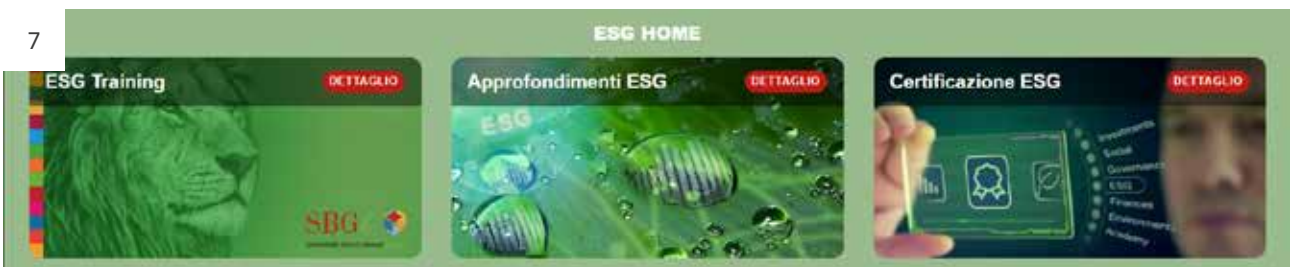 7
ESG HOME
ESG Training
DETTAGLIO
SBG
Approfondimenti ESG
DETTAGLIO
ESG
Certificazione ESG
DETTAGLIO
Investments
Social
Governance
ESG
Finances
Environment
Academy